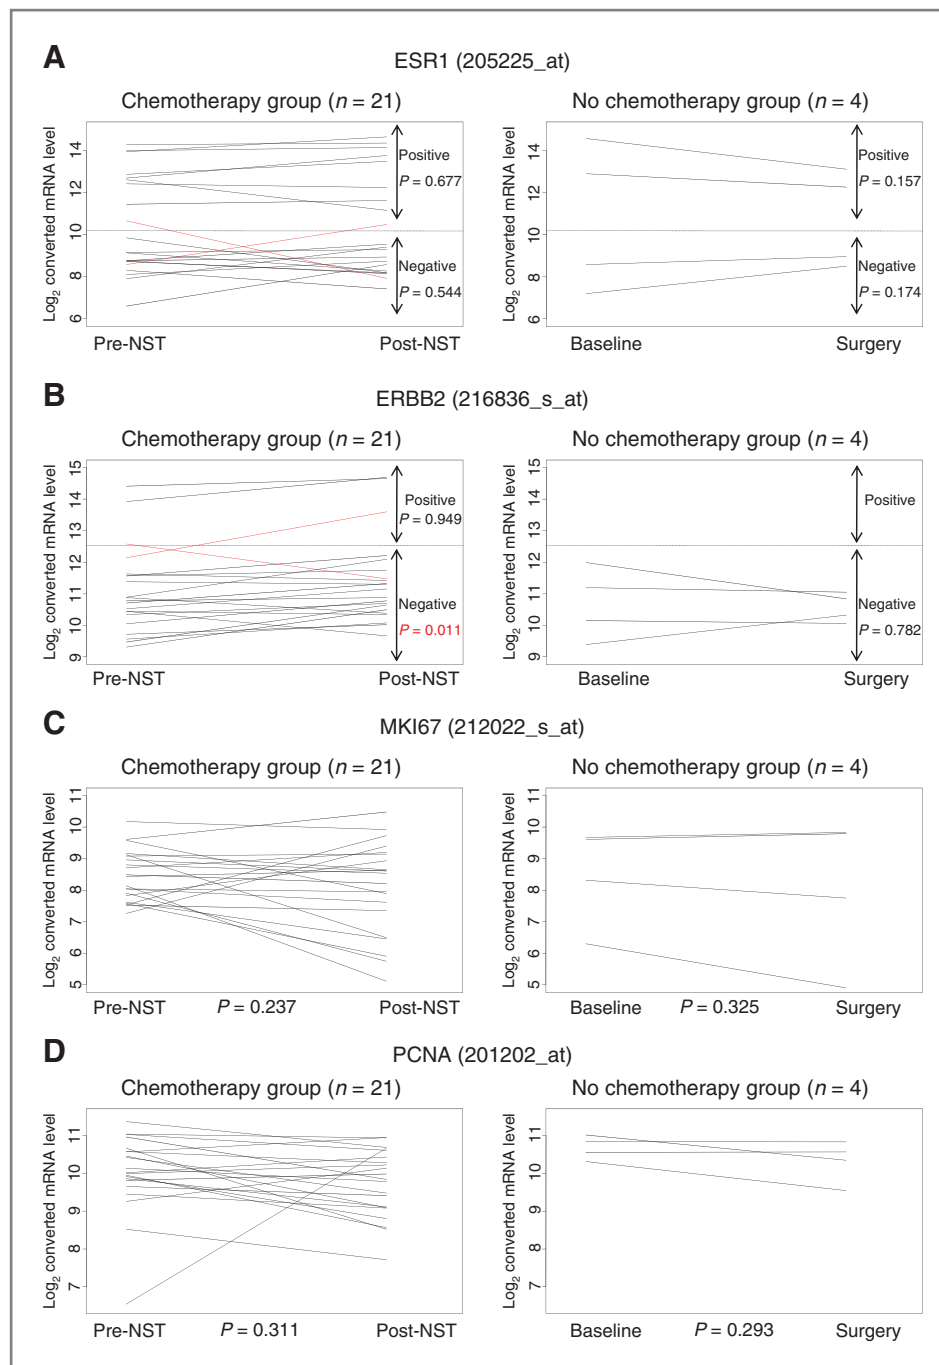 A
ESR1 (205225_at)
Chemotherapy group (n = 21)
No chemotherapy group (n = 4)
Log2 converted mRNA level
6 8 10 12 14
Positive
P = 0.677
Negative
P = 0.544
Pre-NST Post-NST
Log2 converted mRNA level
6 8 10 12 14
Positive
P = 0.157
Negative
P = 0.174
Baseline Surgery
B
ERBB2 (216836_s_at)
Chemotherapy group (n = 21)
No chemotherapy group (n = 4)
Log2 converted mRNA level
9 10 11 12 13 14 15
Positive
P = 0.949
Negative
P = 0.011
Pre-NST Post-NST
Log2 converted mRNA level
9 10 11 12 13 14 15
Positive
Negative
P = 0.782
Baseline Surgery
C
MKI67 (212022_s_at)
Chemotherapy group (n = 21)
No chemotherapy group (n = 4)
Log2 converted mRNA level
5 6 7 8 9 10 11
Pre-NST P = 0.237 Post-NST
Log2 converted mRNA level
5 6 7 8 9 10 11
Baseline P = 0.325 Surgery
D
PCNA (201202_at)
Chemotherapy group (n = 21)
No chemotherapy group (n = 4)
Log2 converted mRNA level
7 8 9 10 11
Pre-NST P = 0.311 Post-NST
Log2 converted mRNA level
7 8 9 10 11
Baseline P = 0.293 Surgery